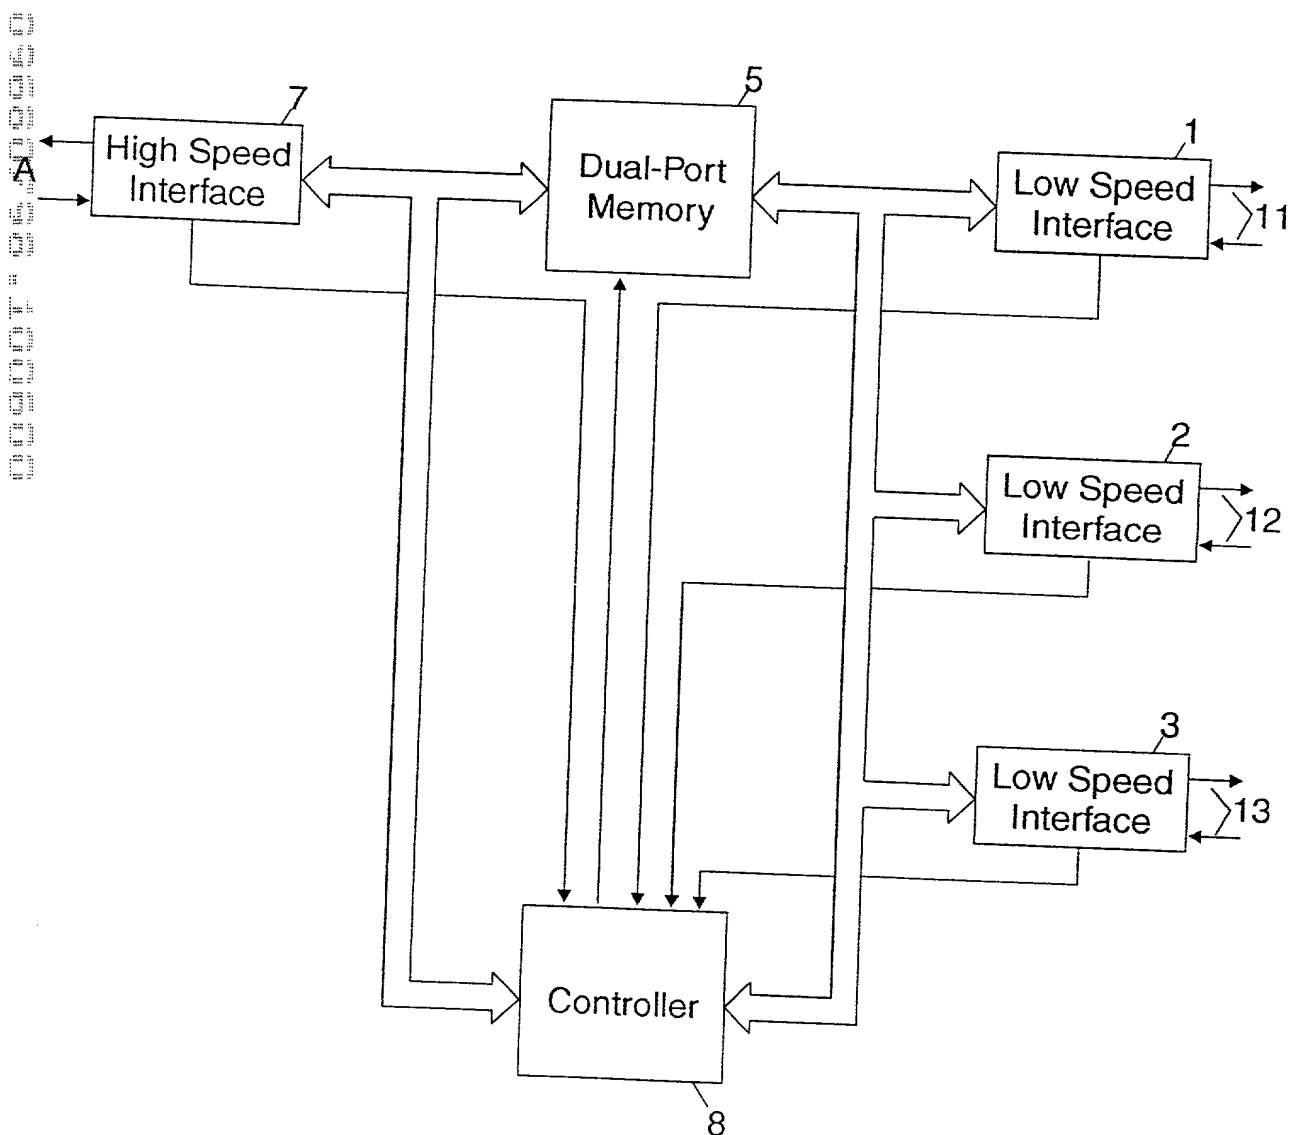 7
High Speed
Interface
A
5
Dual-Port
Memory
1
Low Speed
Interface
11
2
Low Speed
Interface
12
3
Low Speed
Interface
13
Controller
8